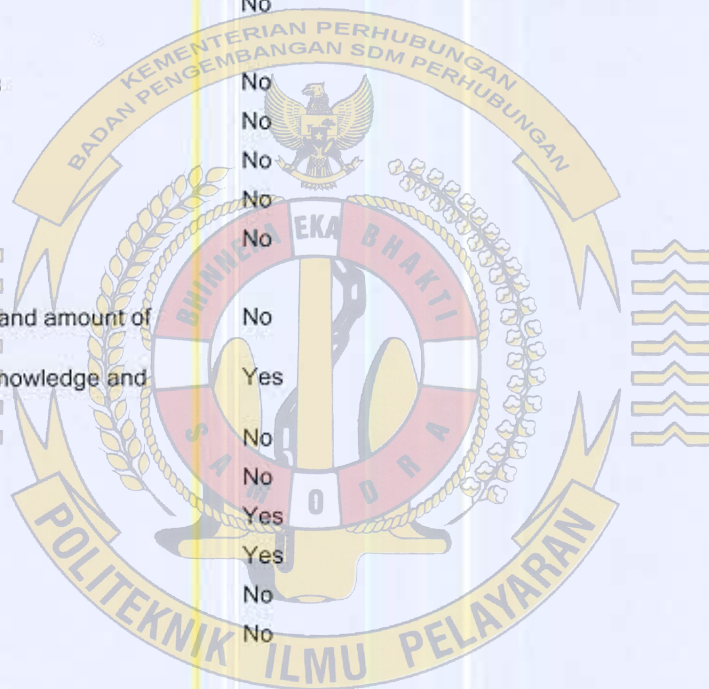 No
KEMENTERIAN PERHUBUNGAN
BADAN PENGEMBANGAN SDM PERHUBUNGAN
No
No
No
No
No
BHINNEKA EKA BHAKTI
and amount of No
nowledge and Yes
No
No
SAMODRA
Yes
Yes
No
No
POLITEKNIK ILMU PELAYARAN